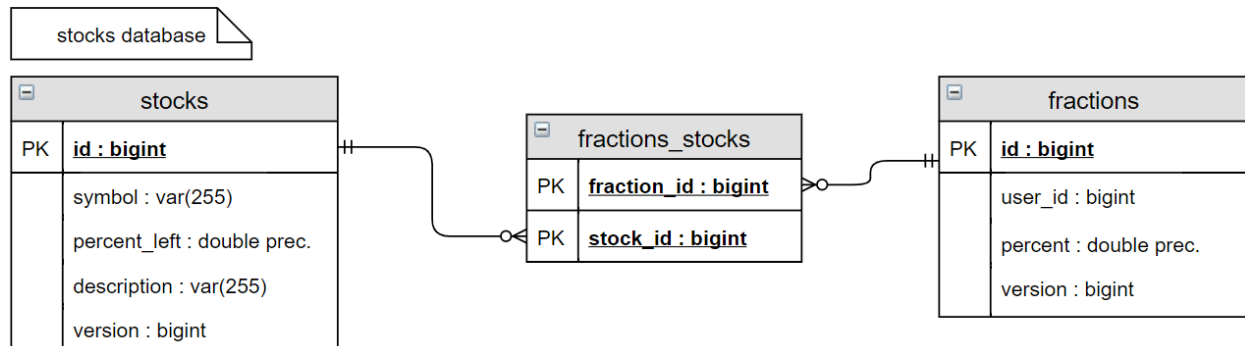 stocks database
stocks
PK id : bigint
symbol : var(255)
percent_left : double prec.
description : var(255)
version : bigint
fractions_stocks
PK fraction_id : bigint
PK stock_id : bigint
fractions
PK id : bigint
user_id : bigint
percent : double prec.
version : bigint